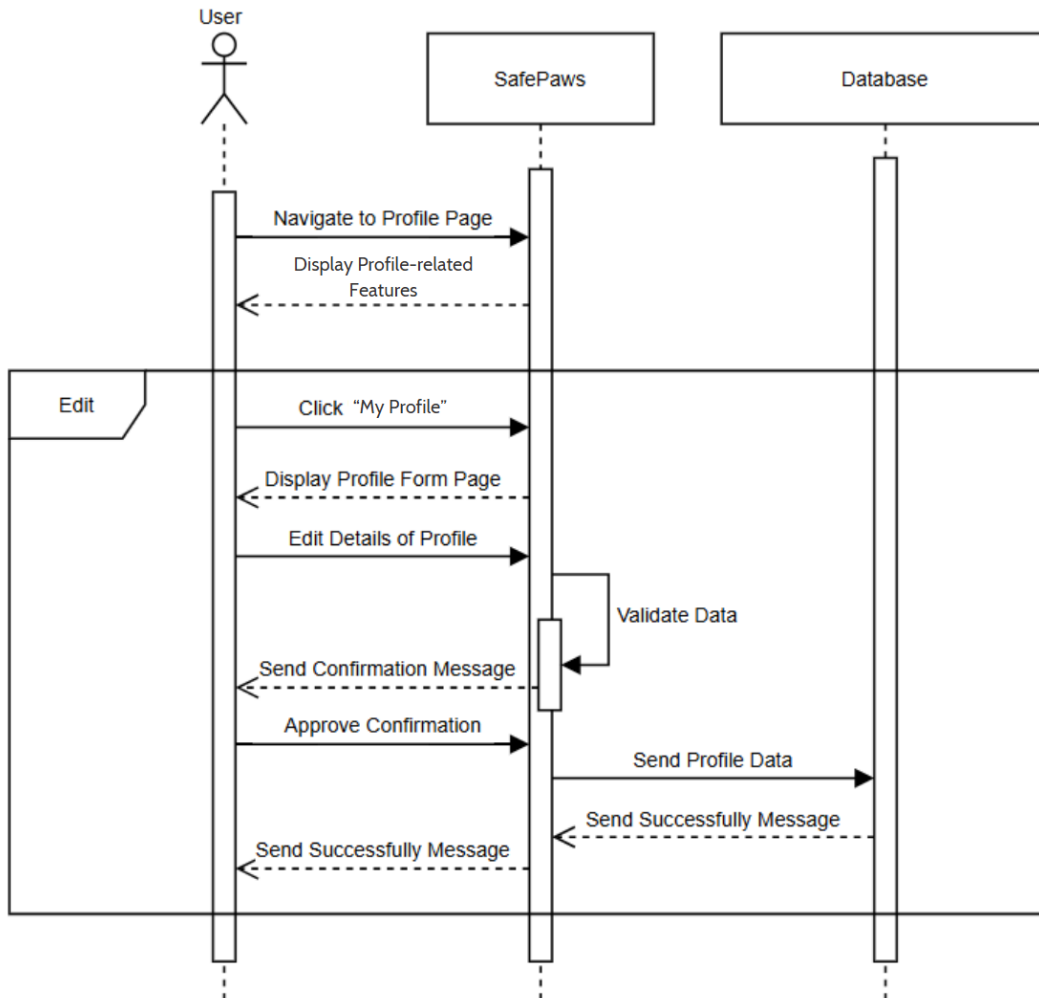 User
SafePaws
Database
Navigate to Profile Page
Display Profile-related
Features
Edit
Click “My Profile”
Display Profile Form Page
Edit Details of Profile
Validate Data
Send Confirmation Message
Approve Confirmation
Send Profile Data
Send Successfully Message
Send Successfully Message